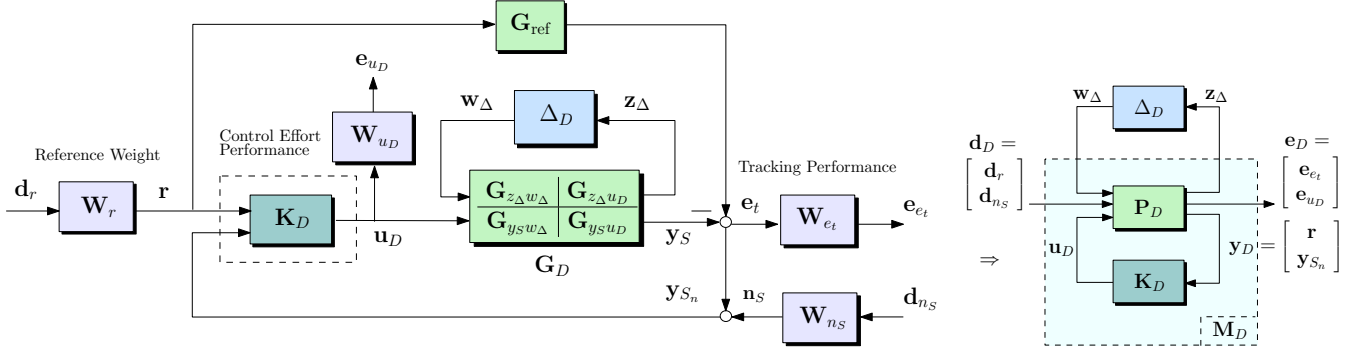 G_ref
e_{u_D}
w_Δ
z_Δ
Δ_D
W_{u_D}
Control Effort
Performance
Reference Weight
Tracking Performance
d_r
W_r
r
K_D
u_D
G_{z_Δ w_Δ} G_{z_Δ u_D}
G_{y_S w_Δ} G_{y_S u_D}
G_D
y_S
−
e_t
W_{e_t}
e_{e_t}
y_{S_n}
n_S
W_{n_S}
d_{n_S}
⇒
w_Δ
z_Δ
Δ_D
d_D =
[ d_r
d_{n_S} ]
P_D
e_D =
[ e_{e_t}
e_{u_D} ]
u_D
K_D
y_D = [ r
y_{S_n} ]
M_D